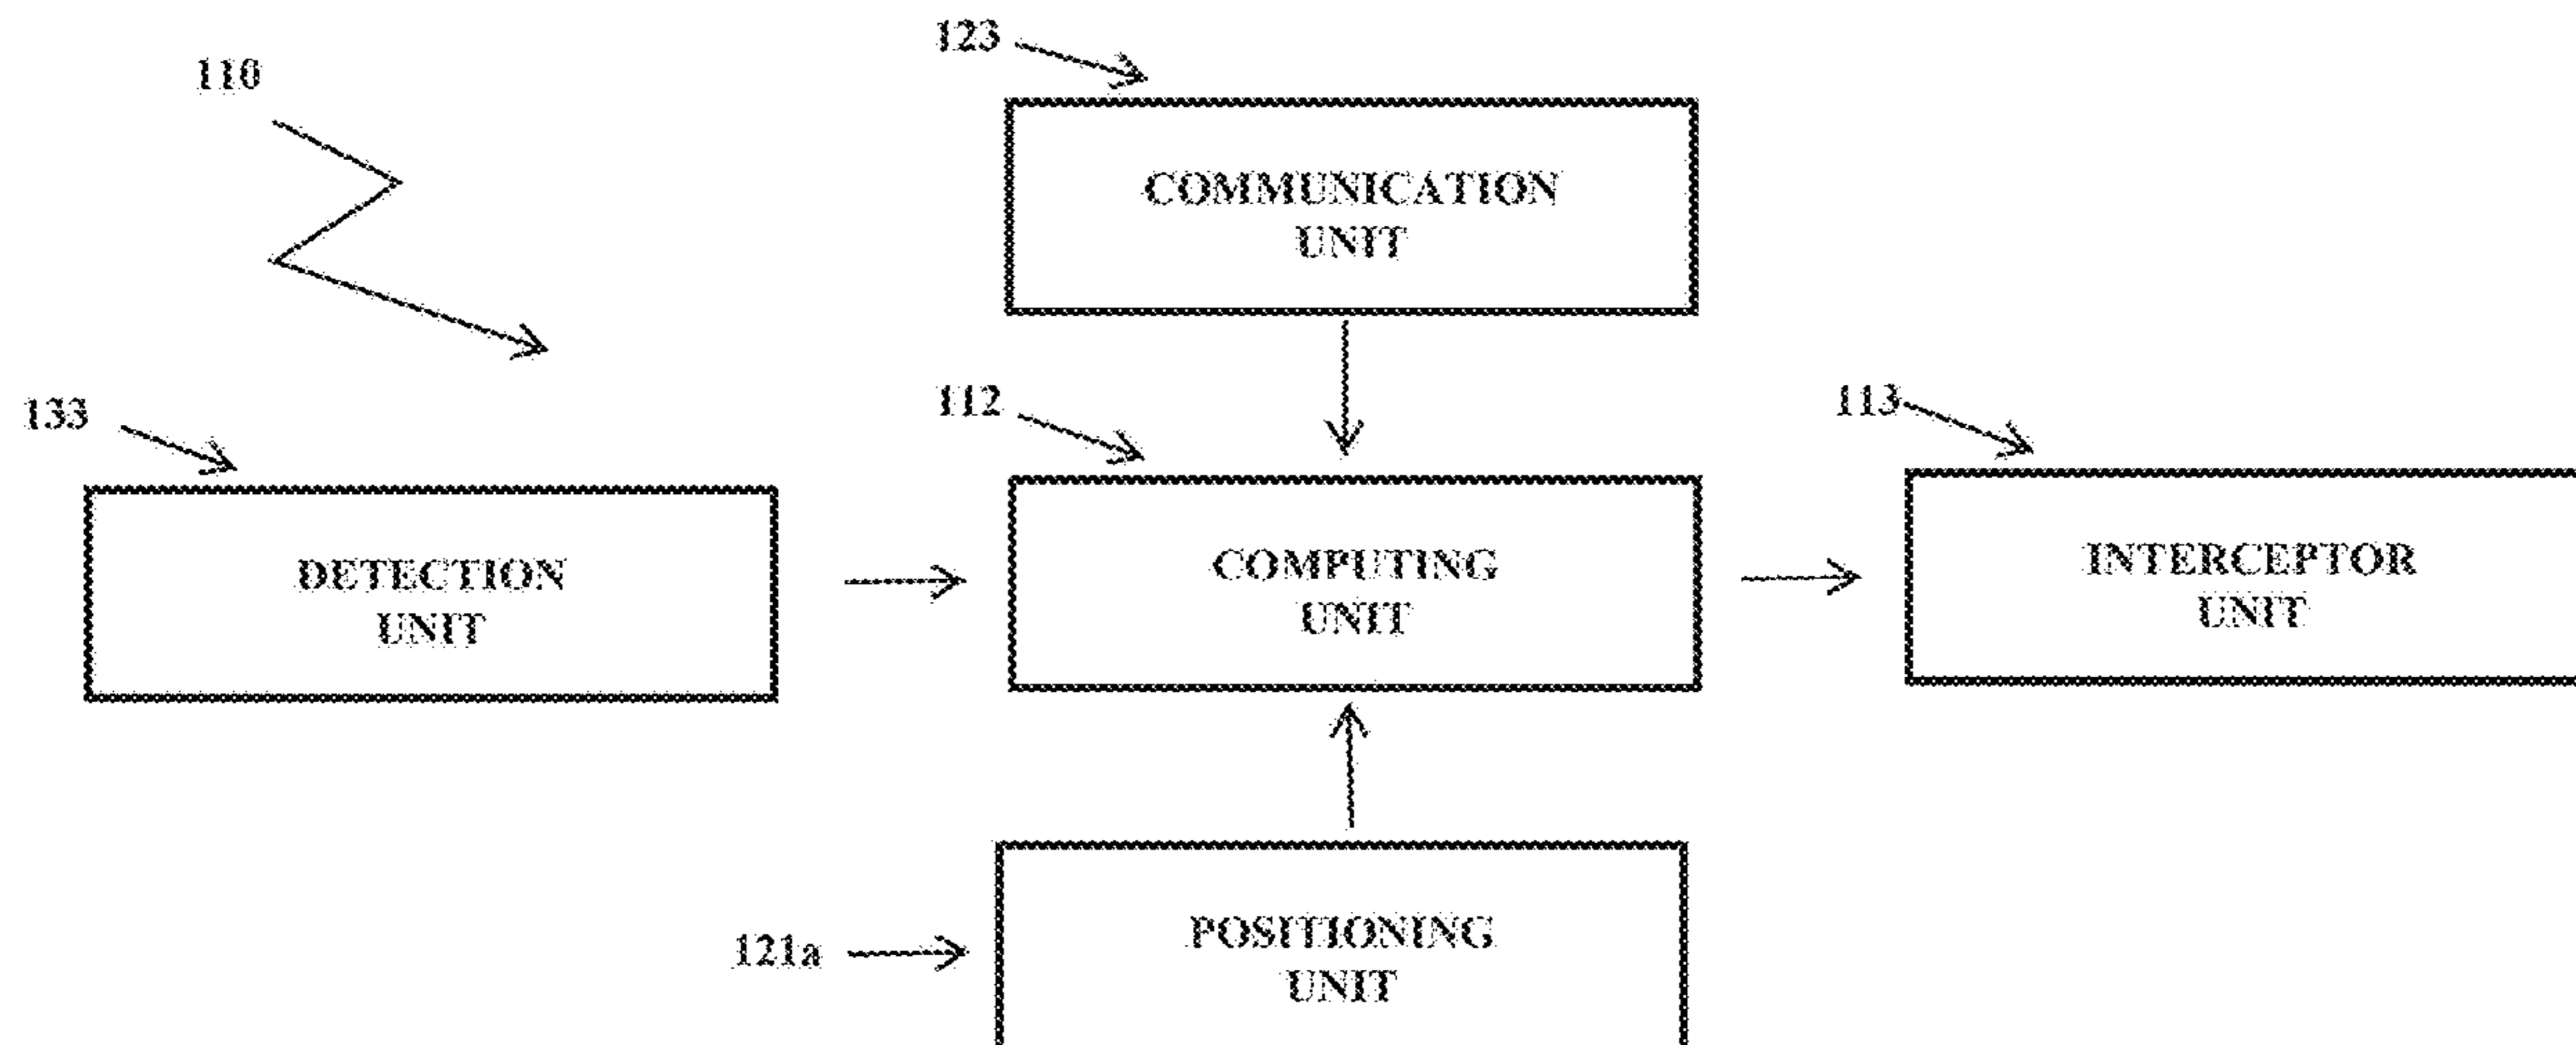 123
110
COMMUNICATION
UNIT
133
112
113
DETECTION
UNIT
COMPUTING
UNIT
INTERCEPTOR
UNIT
121a
POSITIONING
UNIT